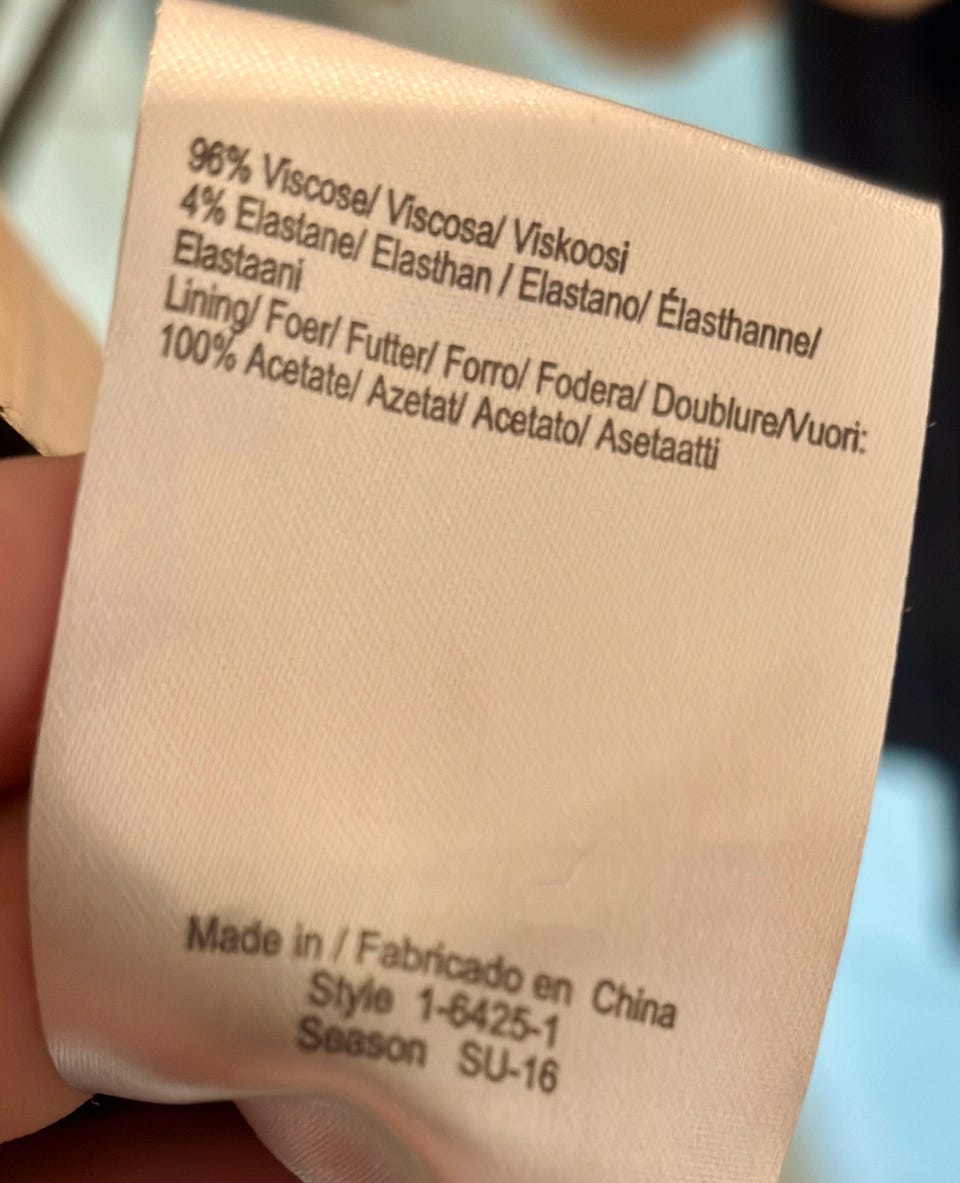 96% Viscose/ Viscosa/ Viskoosi
4% Elastane/ Elasthan / Elastano/ Élasthanne/
Elastaani
Lining/ Foer/ Futter/ Forro/ Fodera/ Doublure/Vuori:
100% Acetate/ Azetat/ Acetato/ Asetaatti
Made in / Fabricado en China
Style 1-6425-1
Season SU-16